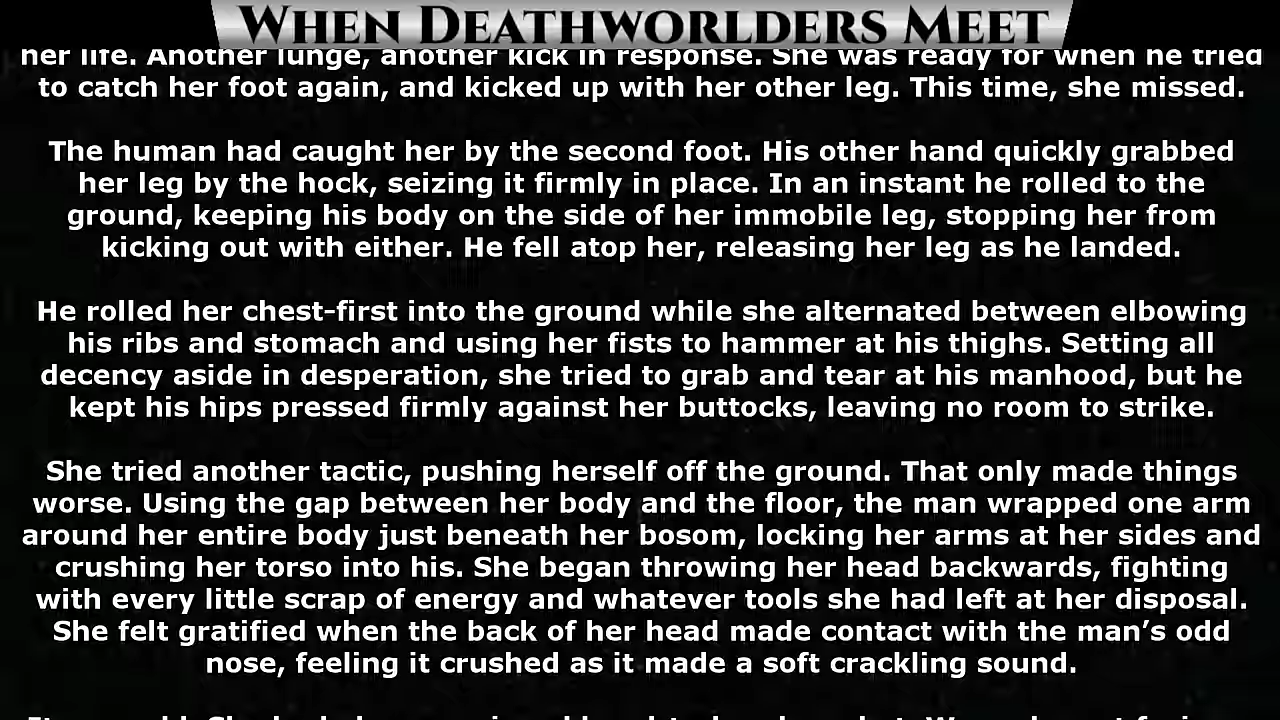 WHEN DEATHWORLDERS MEET
her life. Another lunge, another kick in response. She was ready for when he tried
to catch her foot again, and kicked up with her other leg. This time, she missed.
The human had caught her by the second foot. His other hand quickly grabbed
her leg by the hock, seizing it firmly in place. In an instant he rolled to the
ground, keeping his body on the side of her immobile leg, stopping her from
kicking out with either. He fell atop her, releasing her leg as he landed.
He rolled her chest-first into the ground while she alternated between elbowing
his ribs and stomach and using her fists to hammer at his thighs. Setting all
decency aside in desperation, she tried to grab and tear at his manhood, but he
kept his hips pressed firmly against her buttocks, leaving no room to strike.
She tried another tactic, pushing herself off the ground. That only made things
worse. Using the gap between her body and the floor, the man wrapped one arm
around her entire body just beneath her bosom, locking her arms at her sides and
crushing her torso into his. She began throwing her head backwards, fighting
with every little scrap of energy and whatever tools she had left at her disposal.
She felt gratified when the back of her head made contact with the man’s odd
nose, feeling it crushed as it made a soft crackling sound.